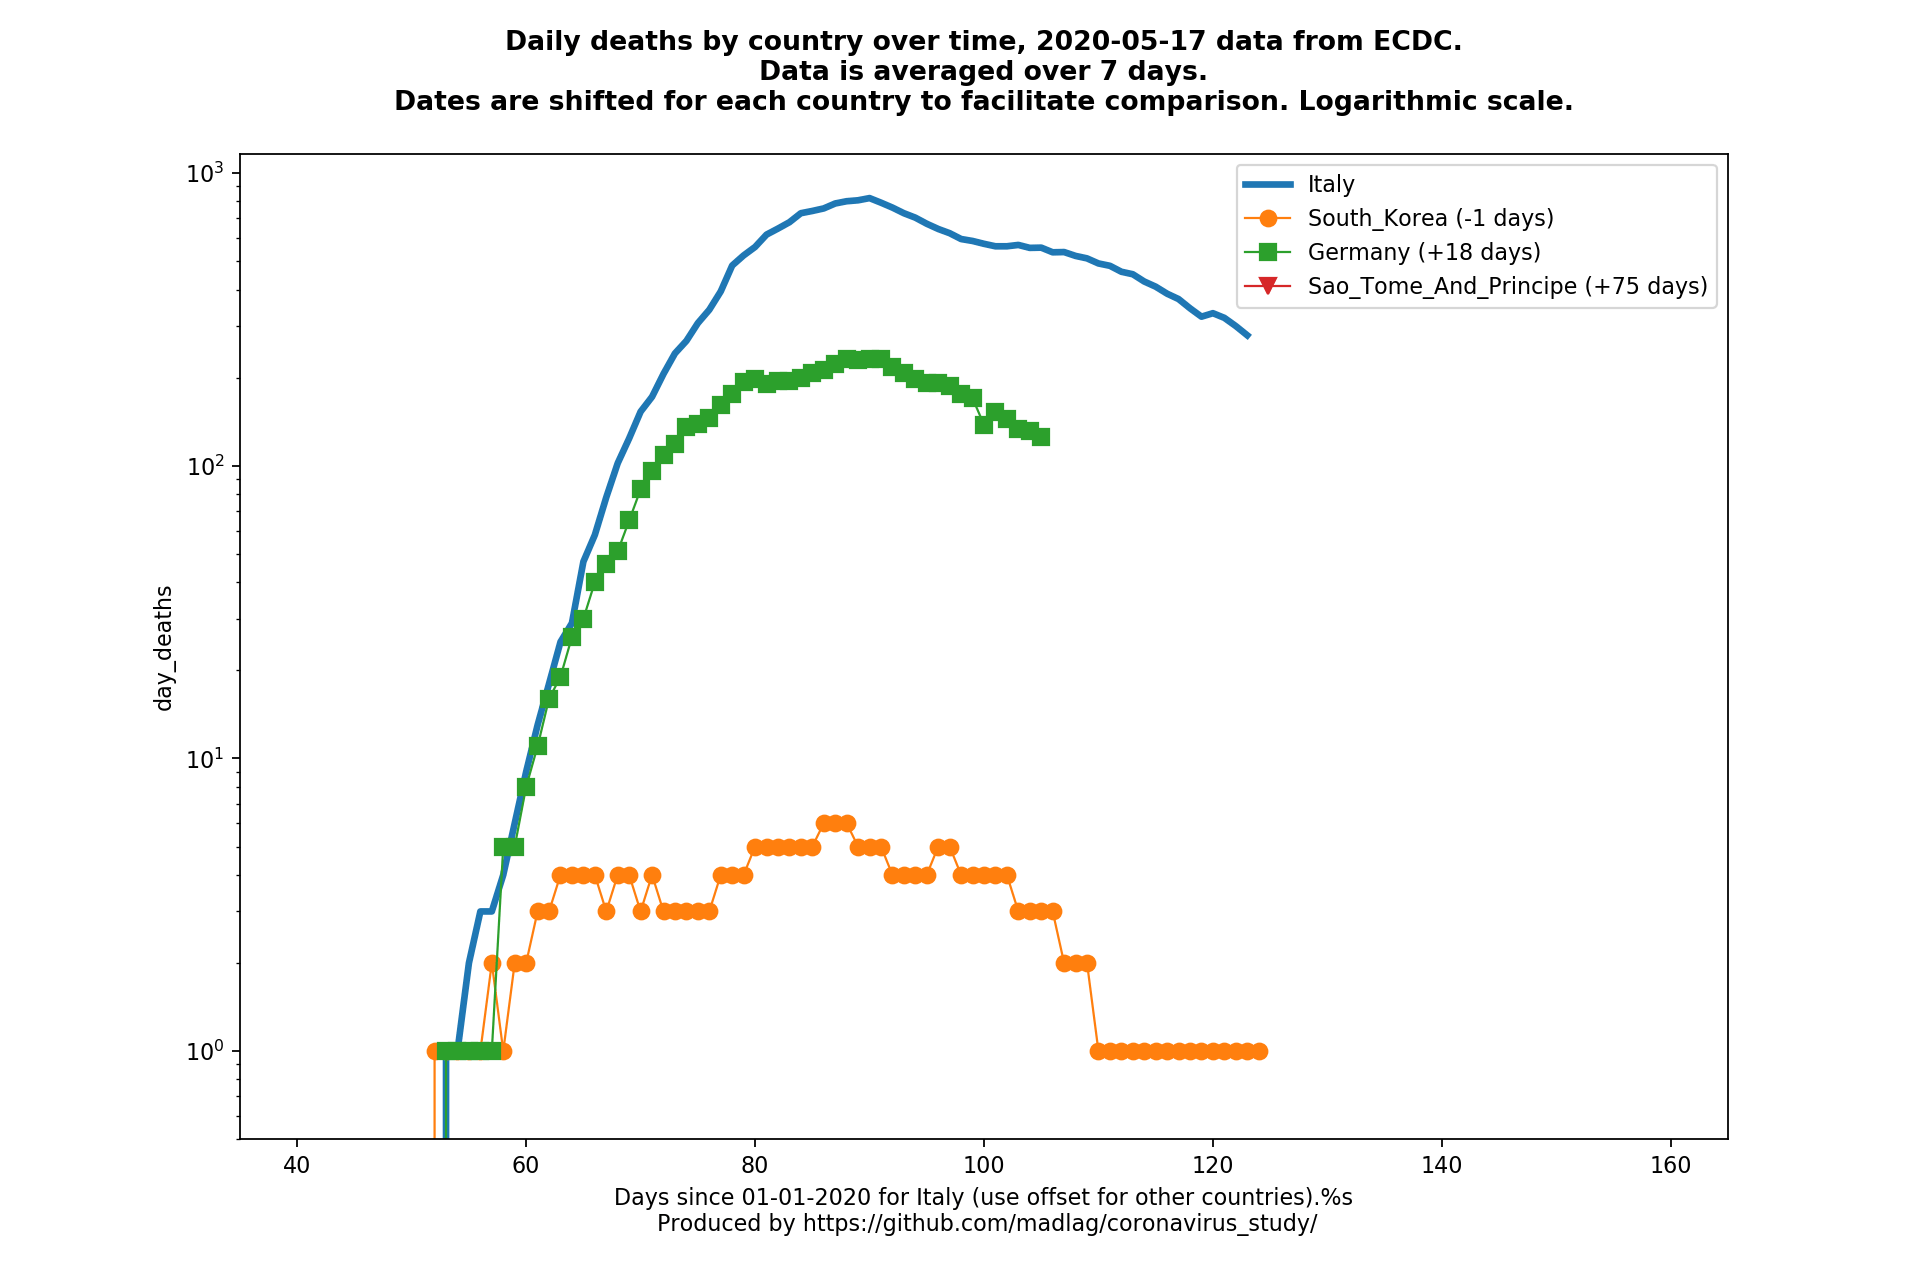 Daily deaths by country over time, 2020-05-17 data from ECDC.
Data is averaged over 7 days.
Dates are shifted for each country to facilitate comparison. Logarithmic scale.
10³
10²
10¹
10⁰
day_deaths
Italy
South_Korea (-1 days)
Germany (+18 days)
Sao_Tome_And_Principe (+75 days)
40 60 80 100 120 140 160
Days since 01-01-2020 for Italy (use offset for other countries).%s
Produced by https://github.com/madlag/coronavirus_study/